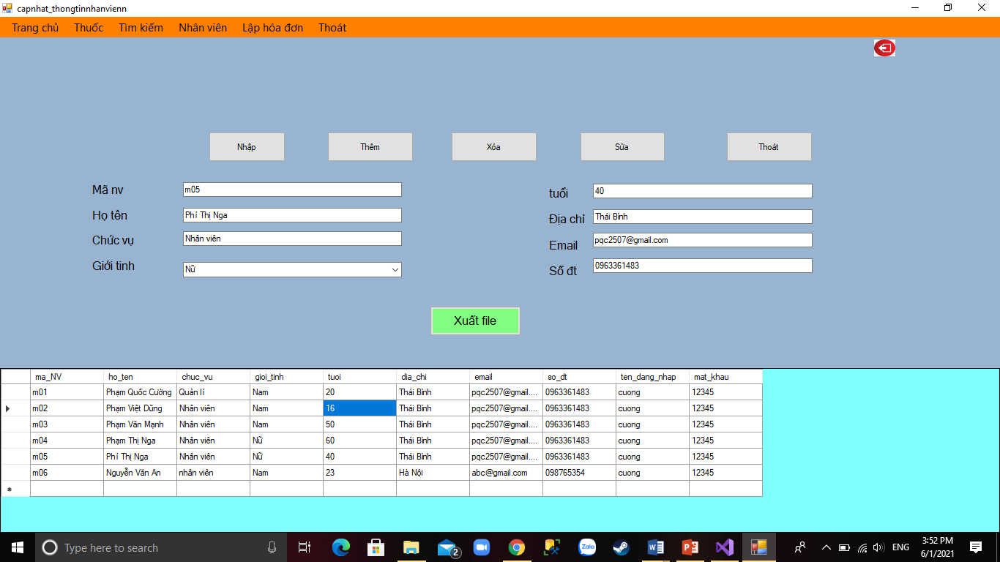 capnhat_thongtinnhanvienn
Trang chủ Thuốc Tìm kiếm Nhân viên Lập hóa đơn Thoát
Nhập Thêm Xóa Sửa Thoát
Mã nv m05 tuổi 40
Họ tên Phí Thị Nga Địa chỉ Thái Bình
Chức vụ Nhân viên Email pqc2507@gmail.com
Giới tinh Nữ Số đt 0963361483
Xuất file
ma_NV ho_ten chuc_vu gioi_tinh tuoi dia_chi email so_dt ten_dang_nhap mat_khau
m01 Phạm Quốc Cường Quản lí Nam 20 Thái Bình pqc2507@gmail.... 0963361483 cuong 12345
m02 Phạm Việt Dũng Nhân viên Nam 16 Thái Bình pqc2507@gmail.... 0963361483 cuong 12345
m03 Phạm Văn Mạnh Nhân viên Nam 50 Thái Bình pqc2507@gmail.... 0963361483 cuong 12345
m04 Phạm Thị Nga Nhân viên Nữ 60 Thái Bình pqc2507@gmail.... 0963361483 cuong 12345
m05 Phí Thị Nga Nhân viên Nữ 40 Thái Bình pqc2507@gmail.... 0963361483 cuong 12345
m06 Nguyễn Văn An nhân viên Nam 23 Hà Nội abc@gmail.com 098765354 cuong 12345
Type here to search 2 Zalo ENG 3:52 PM
6/1/2021